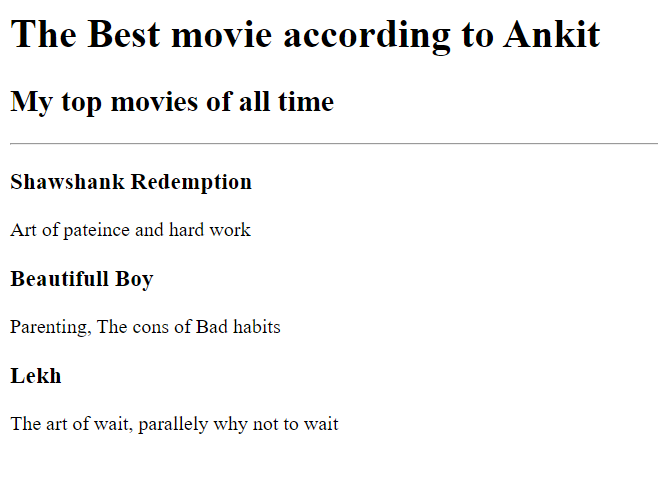 The Best movie according to Ankit
My top movies of all time
Shawshank Redemption
Art of pateince and hard work
Beautifull Boy
Parenting, The cons of Bad habits
Lekh
The art of wait, parallely why not to wait